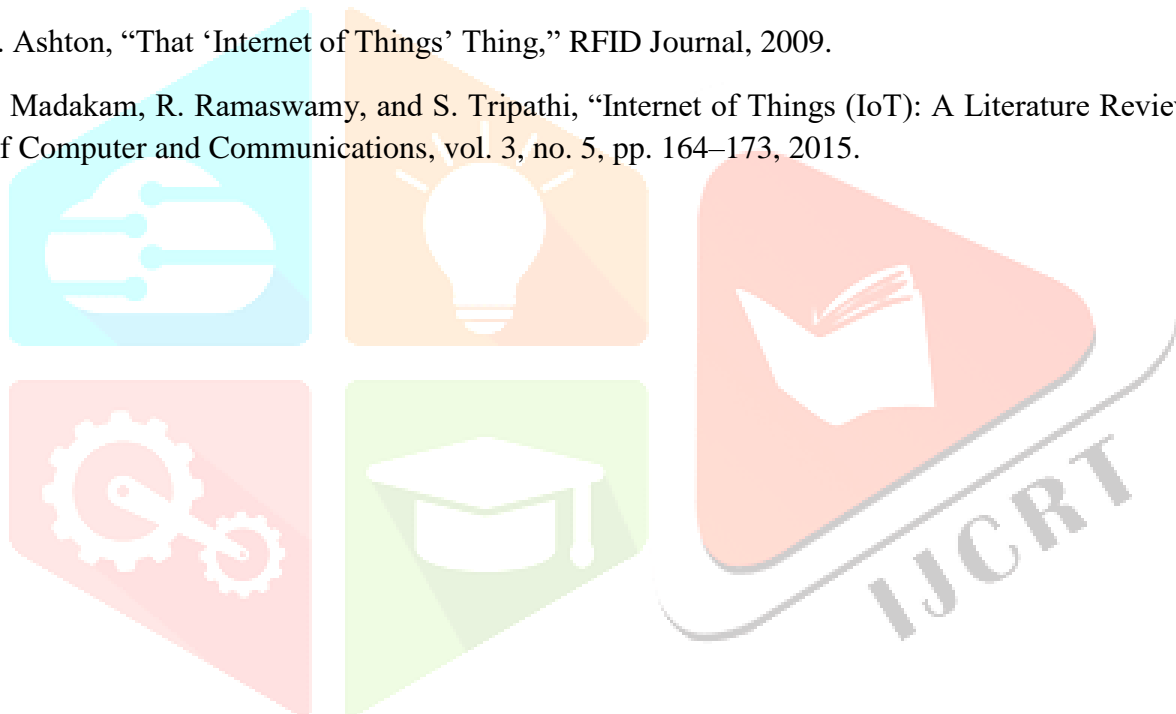 . Ashton, “That ‘Internet of Things’ Thing,” RFID Journal, 2009.
Madakam, R. Ramaswamy, and S. Tripathi, “Internet of Things (IoT): A Literature Revie
f Computer and Communications, vol. 3, no. 5, pp. 164–173, 2015.
IJCRT